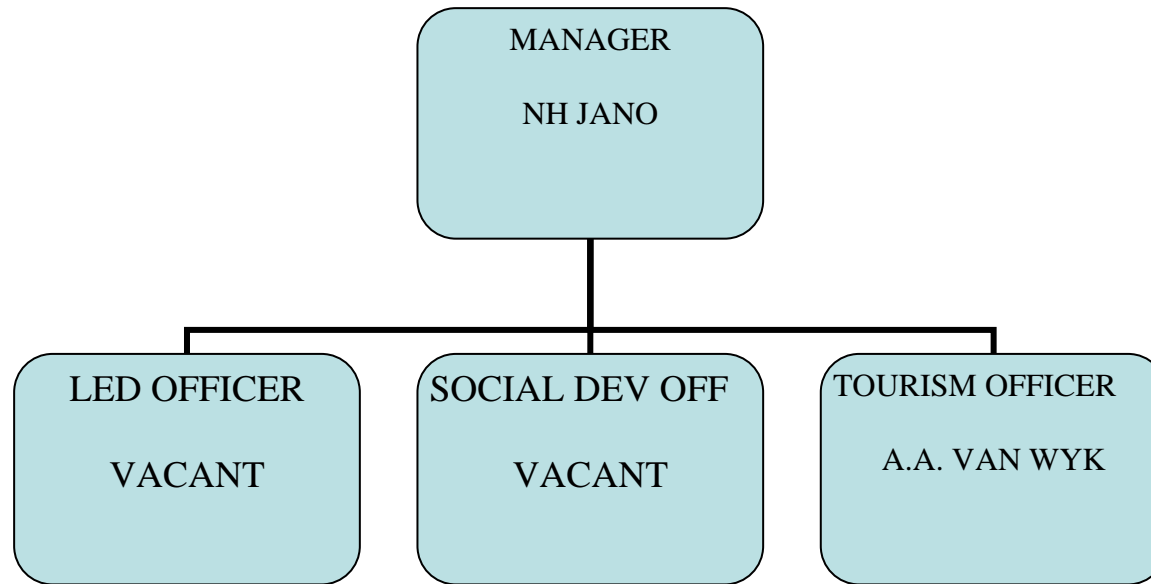 MANAGER
NH JANO
LED OFFICER
VACANT
SOCIAL DEV OFF
VACANT
TOURISM OFFICER
A.A. VAN WYK